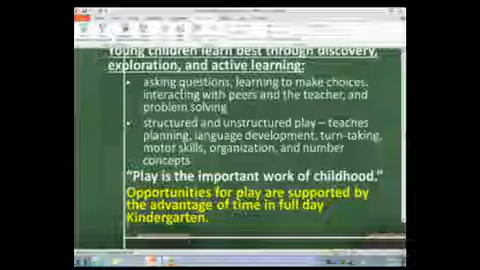 Young children learn best through discovery,
exploration, and active learning:
• asking questions, learning to make choices,
interacting with peers and the teacher, and
problem solving
• structured and unstructured play – teaches
planning, language development, turn-taking,
motor skills, organization, and number
concepts
“Play is the important work of childhood.”
Opportunities for play are supported by
the advantage of time in full day
Kindergarten.